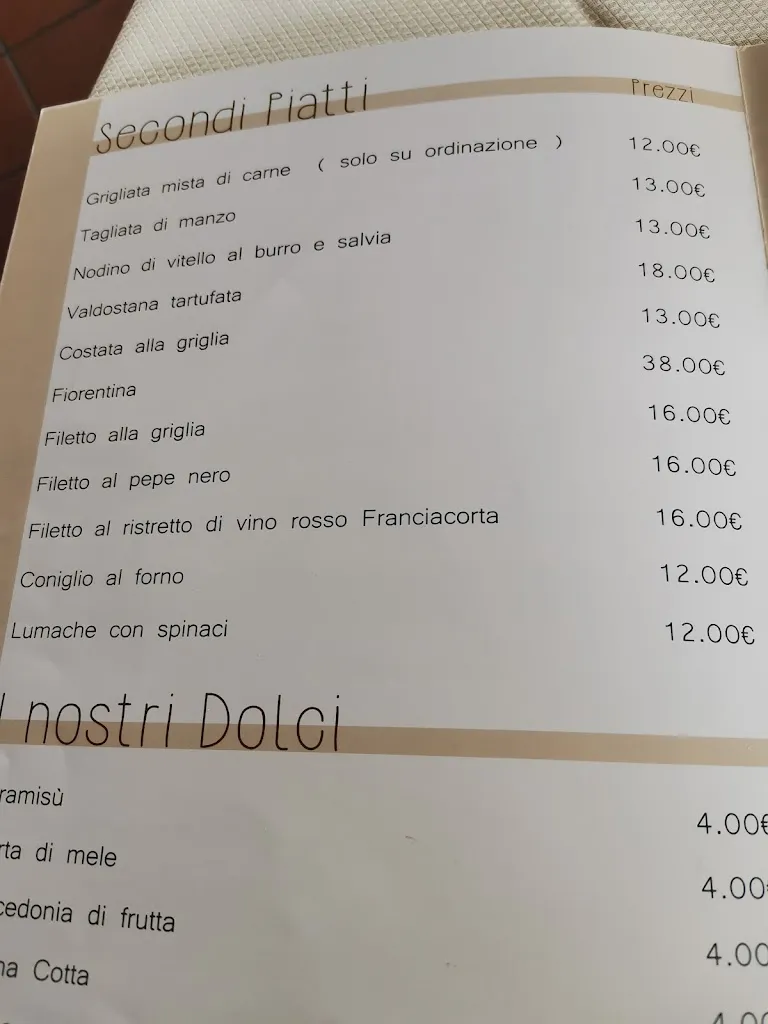 Secondi Piatti Prezzi
Grigliata mista di carne ( solo su ordinazione ) 12.00€
Tagliata di manzo 13.00€
Nodino di vitello al burro e salvia 13.00€
Valdostana tartufata 18.00€
Costata alla griglia 13.00€
Fiorentina 38.00€
Filetto alla griglia 16.00€
Filetto al pepe nero 16.00€
Filetto al ristretto di vino rosso Franciacorta 16.00€
Coniglio al forno 12.00€
Lumache con spinaci 12.00€
I nostri Dolci
ramisù 4.00€
rta di mele 4.00
cedonia di frutta 4.00
na Cotta 4.00